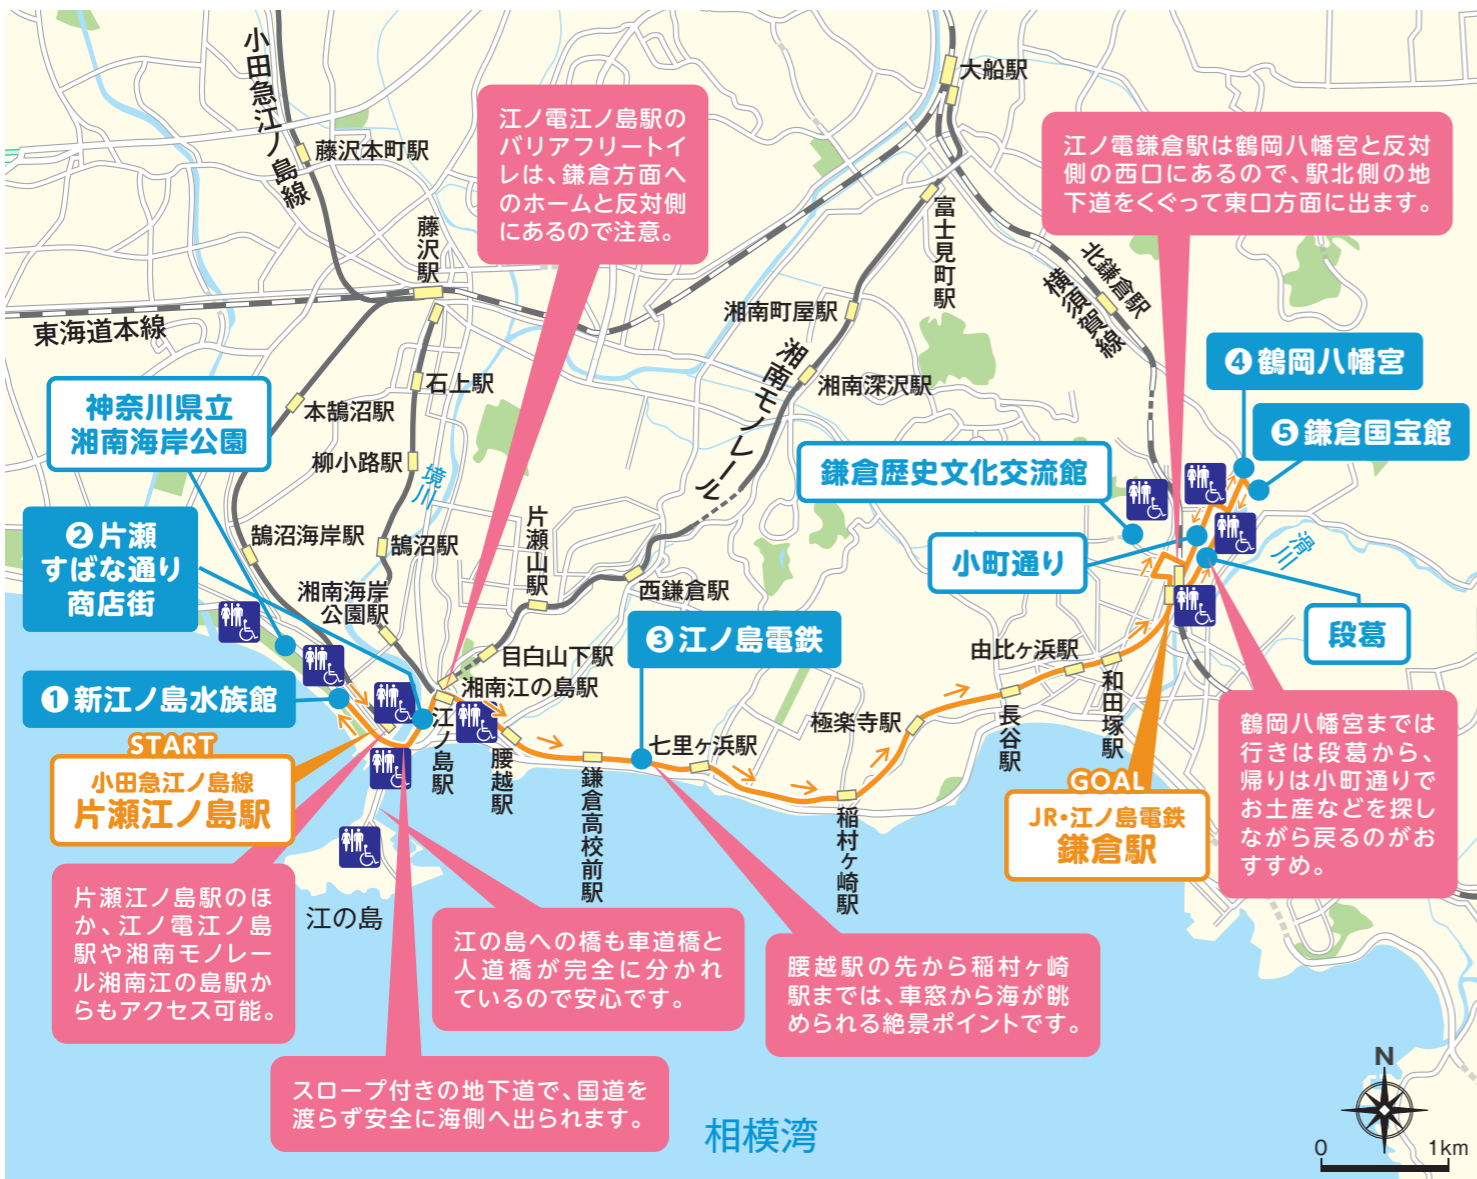 小田急江ノ島線
大船駅
藤沢本町駅
江ノ電江ノ島駅の
バリアフリートイ
レは、鎌倉方面へ
のホームと反対側
にあるので注意。
江ノ電鎌倉駅は鶴岡八幡宮と反対
側の西口にあるので、駅北側の地
下道をくぐって東口方面に出ます。
藤沢駅
富士見町駅
北鎌倉駅
横須賀線
東海道本線
湘南町屋駅
湘南モノレール
湘南深沢駅
石上駅
本鵠沼駅
❹鶴岡八幡宮
❺鎌倉国宝館
神奈川県立
湘南海岸公園
柳小路駅
境川
鎌倉歴史文化交流館
❷片瀬
すばな通り
商店街
鵠沼海岸駅
鵠沼駅
片瀬山駅
小町通り
滑川
西鎌倉駅
湘南海岸
公園駅
段葛
❸江ノ島電鉄
目白山下駅
湘南江の島駅
由比ヶ浜駅
和田塚駅
❶新江ノ島水族館
江ノ島駅
腰越駅
鎌倉高校前駅
七里ヶ浜駅
極楽寺駅
長谷駅
稲村ヶ崎駅
START
小田急江ノ島線
片瀬江ノ島駅
GOAL
JR・江ノ島電鉄
鎌倉駅
鶴岡八幡宮までは
行きは段葛から、
帰りは小町通りで
お土産などを探し
ながら戻るのがお
すすめ。
片瀬江ノ島駅のほ
か、江ノ電江ノ島
駅や湘南モノレー
ル湘南江の島駅か
らもアクセス可能。
江の島
江の島への橋も車道橋と
人道橋が完全に分かれ
ているので安心です。
腰越駅の先から稲村ヶ崎
駅までは、車窓から海が眺
められる絶景ポイントです。
スロープ付きの地下道で、国道を
渡らず安全に海側へ出られます。
相模湾
N
0 1km